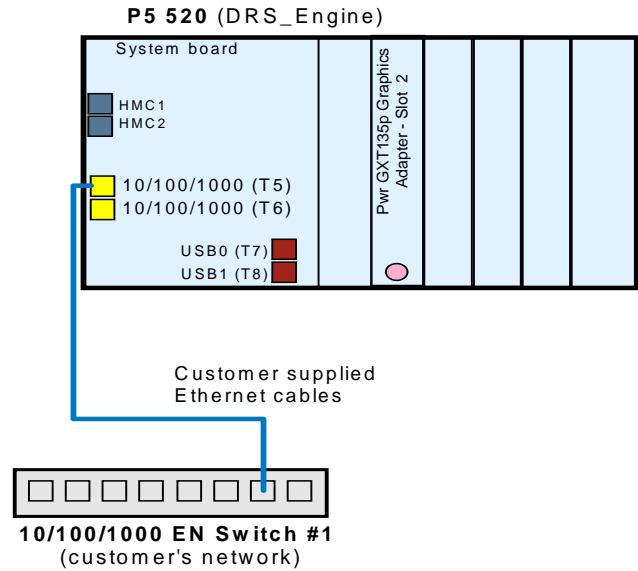 P5 520 (DRS_Engine)
System board
HMC1
HMC2
10/100/1000 (T5)
10/100/1000 (T6)
USB0 (T7)
USB1 (T8)
Pwr GXT135p Graphics
Adapter - Slot 2
Customer supplied
Ethernet cables
10/100/1000 EN Switch #1
(customer's network)